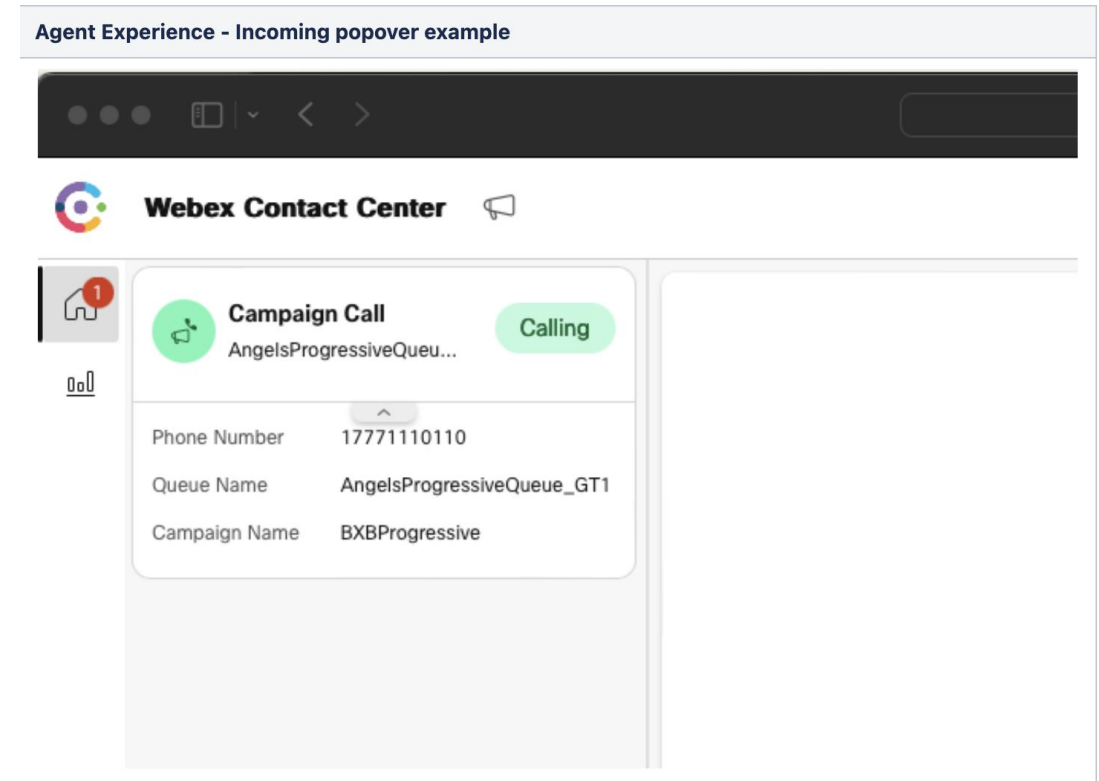 Agent Experience - Incoming popover example
Webex Contact Center
1
Campaign Call
AngelsProgressiveQueu...
Calling
Phone Number 17771110110
Queue Name AngelsProgressiveQueue_GT1
Campaign Name BXBProgressive